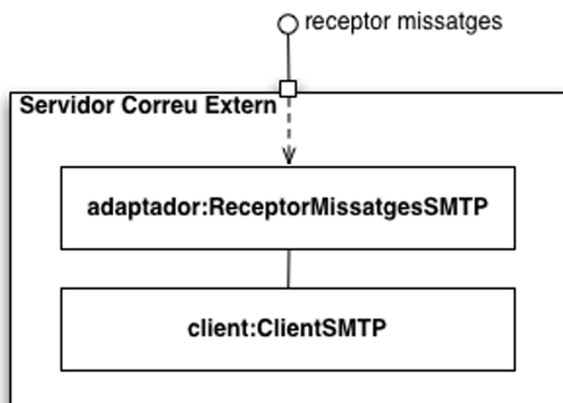 receptor missatges
Servidor Correu Extern
adaptador:ReceptorMissatgesSMTP
client:ClientSMTP